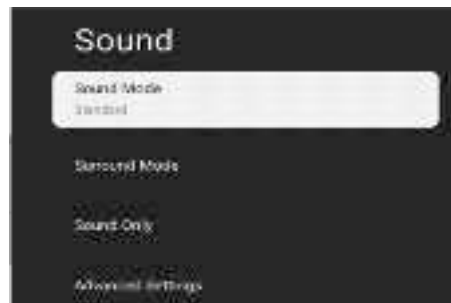 Sound
Sound Mode
Standard
Surround Mode
Sound Only
Advanced Settings